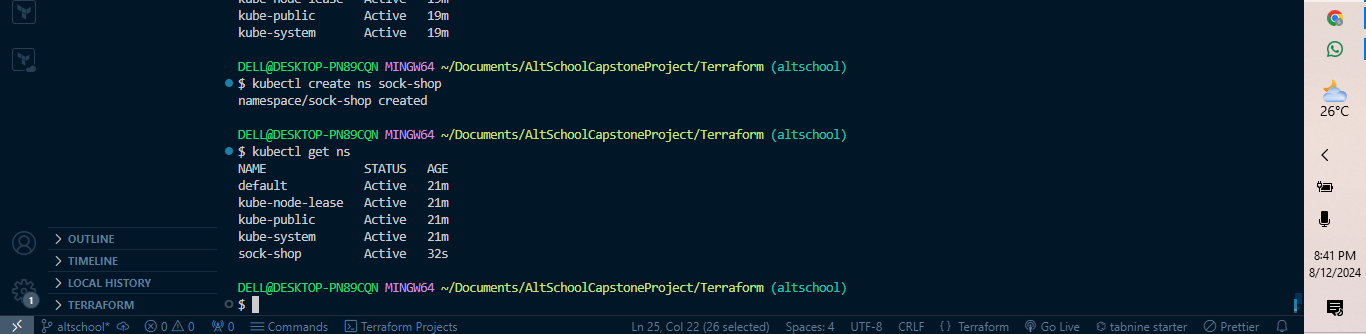 kube-node-lease Active 19m
kube-public Active 19m
kube-system Active 19m
DELL@DESKTOP-PN89CQN MINGW64 ~/Documents/AltSchoolCapstoneProject/Terraform (altschool)
$ kubectl create ns sock-shop
namespace/sock-shop created
DELL@DESKTOP-PN89CQN MINGW64 ~/Documents/AltSchoolCapstoneProject/Terraform (altschool)
$ kubectl get ns
NAME STATUS AGE
default Active 21m
kube-node-lease Active 21m
kube-public Active 21m
kube-system Active 21m
sock-shop Active 32s
DELL@DESKTOP-PN89CQN MINGW64 ~/Documents/AltSchoolCapstoneProject/Terraform (altschool)
$
OUTLINE
TIMELINE
LOCAL HISTORY
TERRAFORM
1
altschool* 0 0 0 Commands Terraform Projects Ln 25, Col 22 (26 selected) Spaces: 4 UTF-8 CRLF {} Terraform Go Live tabnine starter Prettier
26°C
8:41 PM
8/12/2024